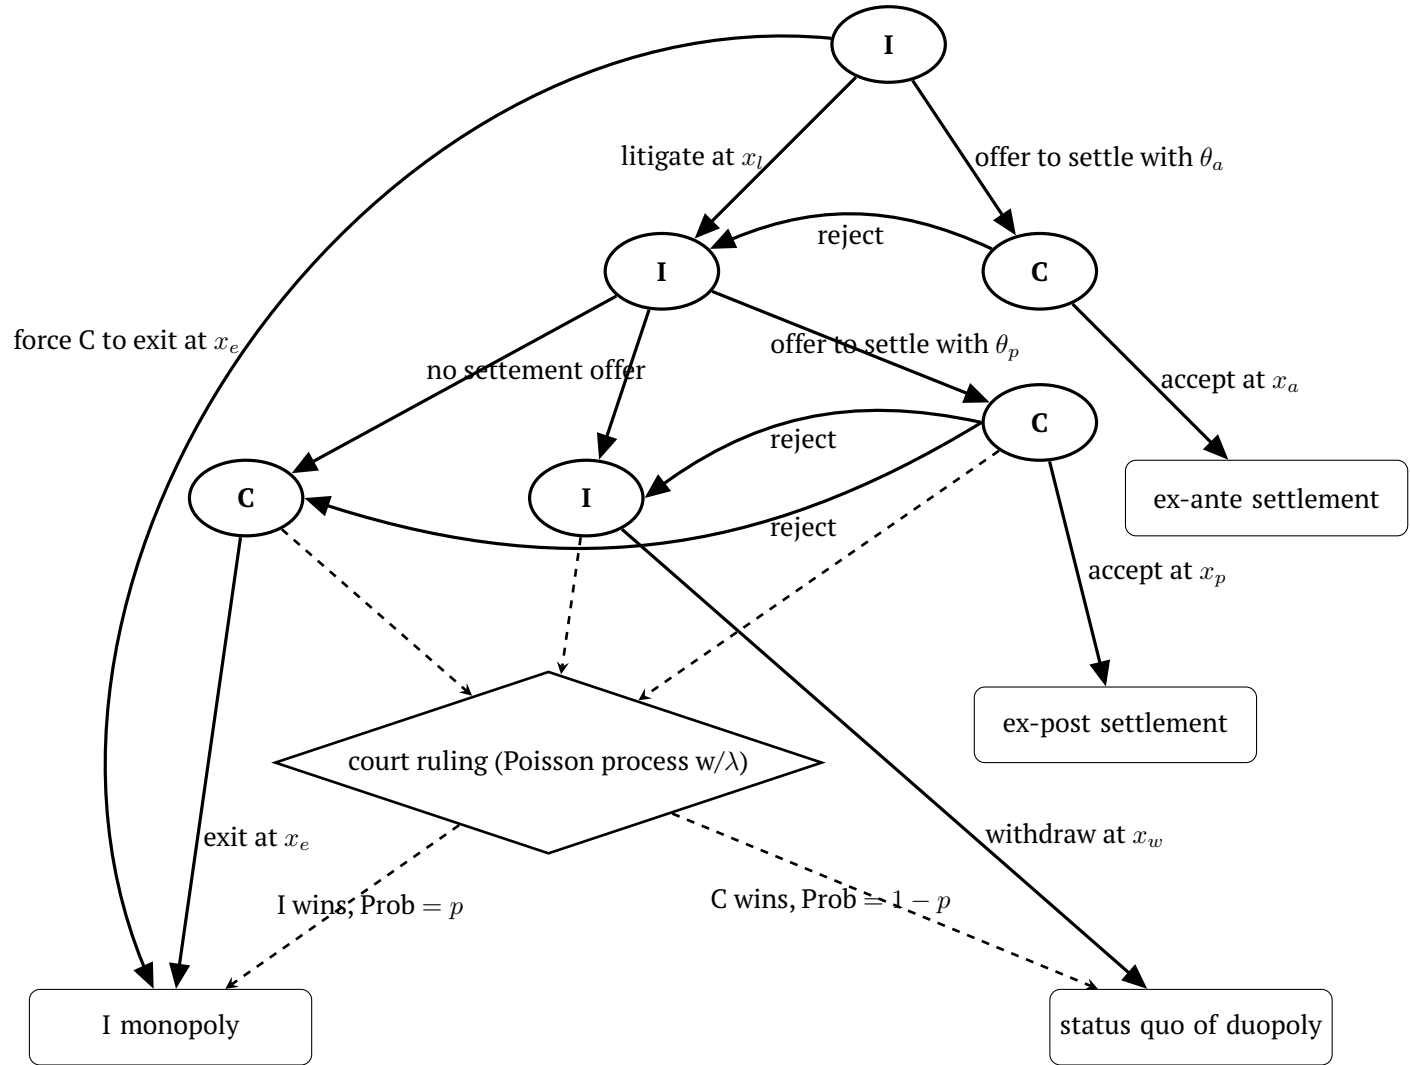 I
litigate at x_l
offer to settle with θ_a
reject
I
C
force C to exit at x_e
offer to settle with θ_p
no settement offer
accept at x_a
C
reject
C
I
ex-ante settlement
reject
accept at x_p
ex-post settlement
court ruling (Poisson process w/λ)
exit at x_e
withdraw at x_w
I wins, Prob = p
C wins, Prob = 1 − p
I monopoly
status quo of duopoly